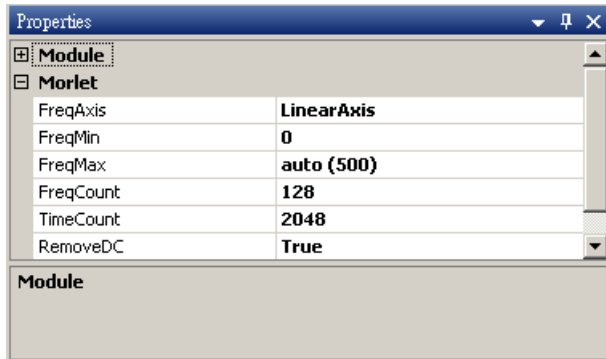 Properties
Module
Morlet
FreqAxis LinearAxis
FreqMin 0
FreqMax auto (500)
FreqCount 128
TimeCount 2048
RemoveDC True
Module